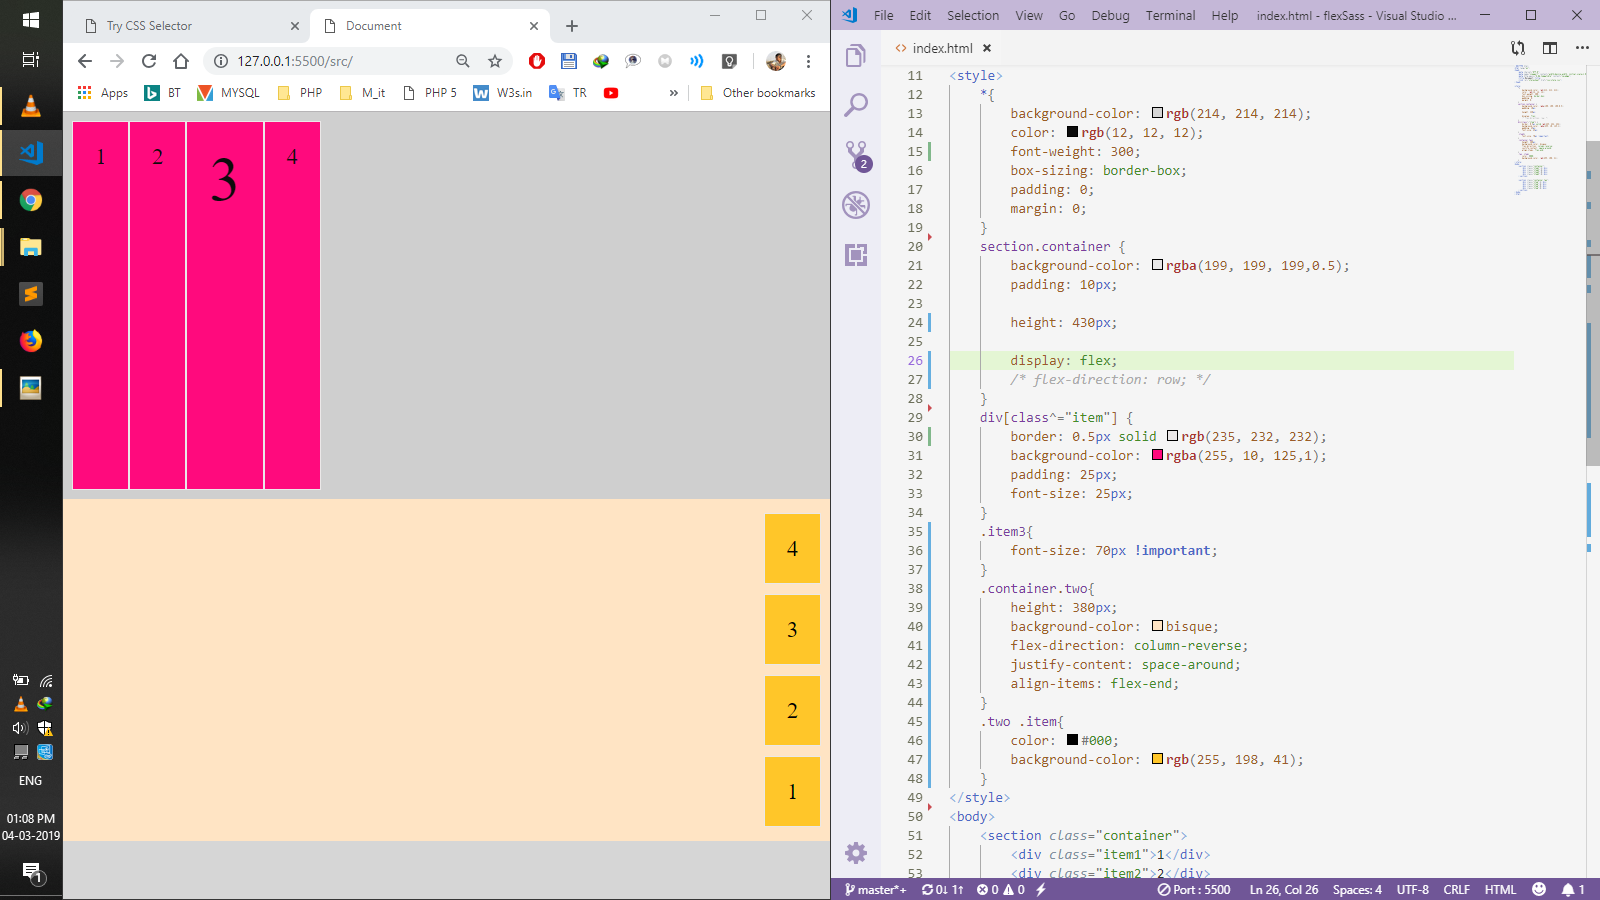 Try CSS Selector
Document
127.0.0.1:5500/src/
Apps
BT
MYSQL
PHP
M_it
PHP 5
W3s.in
TR
»
Other bookmarks
1
2
3
4
4
3
2
1
ENG
01:08 PM
04-03-2019
1
File Edit Selection View Go Debug Terminal Help index.html - flexSass - Visual Studio ...
index.html
2
11 <style>
12 *{
13 background-color: rgb(214, 214, 214);
14 color: rgb(12, 12, 12);
15 font-weight: 300;
16 box-sizing: border-box;
17 padding: 0;
18 margin: 0;
19 }
20 section.container {
21 background-color: rgba(199, 199, 199,0.5);
22 padding: 10px;
23
24 height: 430px;
25
26 display: flex;
27 /* flex-direction: row; */
28 }
29 div[class^="item"] {
30 border: 0.5px solid rgb(235, 232, 232);
31 background-color: rgba(255, 10, 125,1);
32 padding: 25px;
33 font-size: 25px;
34 }
35 .item3{
36 font-size: 70px !important;
37 }
38 .container.two{
39 height: 380px;
40 background-color: bisque;
41 flex-direction: column-reverse;
42 justify-content: space-around;
43 align-items: flex-end;
44 }
45 .two .item{
46 color: #000;
47 background-color: rgb(255, 198, 41);
48 }
49 </style>
50 <body>
51 <section class="container">
52 <div class="item1">1</div>
53 <div class="item2">2</div>
master*+ 0↓ 1↑ 0 0 Port : 5500 Ln 26, Col 26 Spaces: 4 UTF-8 CRLF HTML 1